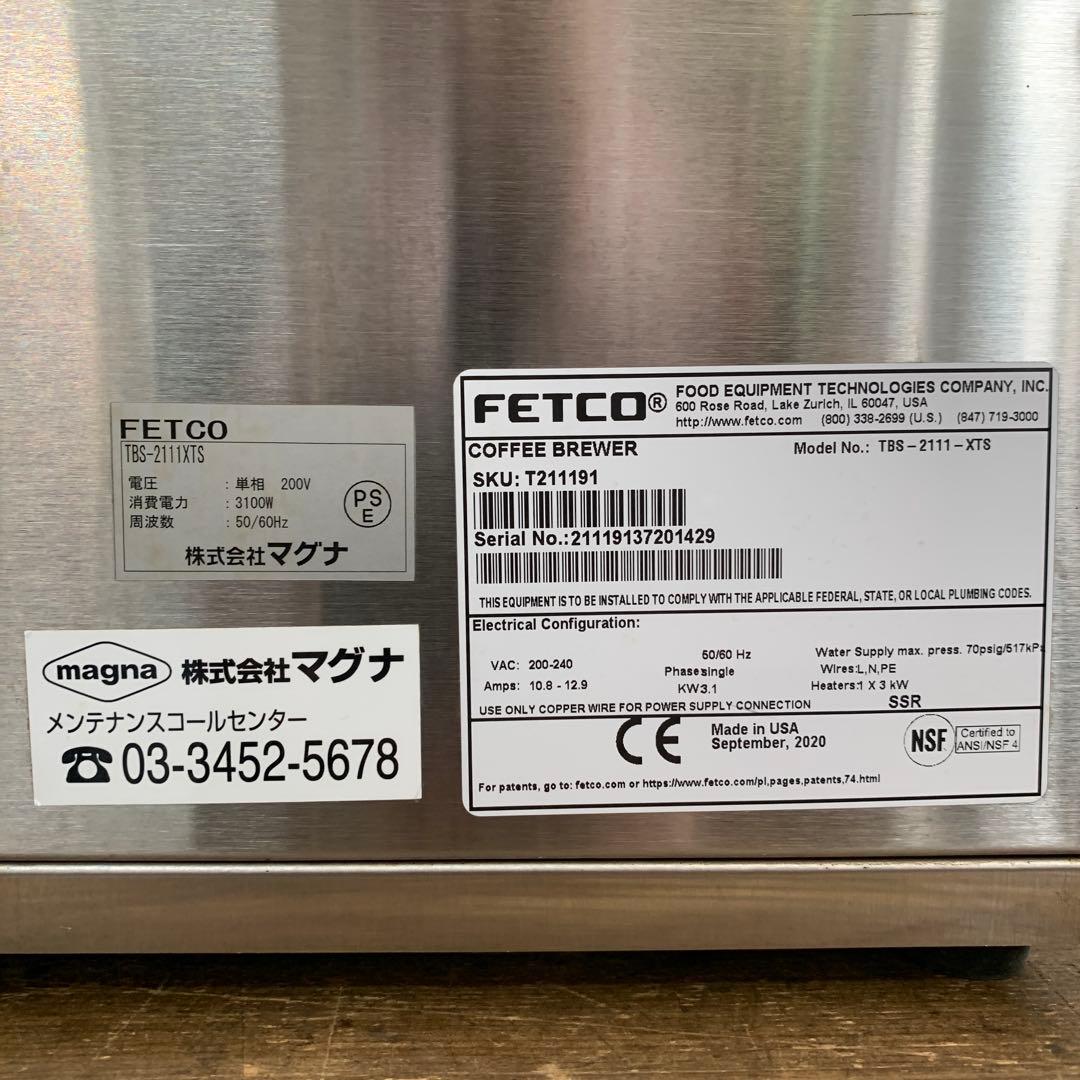 FETCO
TBS-2111XTS
電圧 : 単相 200V
消費電力 : 3100W
周波数 : 50/60Hz
PS
E
株式会社マグナ
magna 株式会社マグナ
メンテナンスコールセンター
☎03-3452-5678
FETCO® FOOD EQUIPMENT TECHNOLOGIES COMPANY, INC.
600 Rose Road, Lake Zurich, IL 60047, USA
http://www.fetco.com (800) 338-2699 (U.S.) (847) 719-3000
COFFEE BREWER Model No.: TBS-2111-XTS
SKU: T211191
Serial No.:21119137201429
THIS EQUIPMENT IS TO BE INSTALLED TO COMPLY WITH THE APPLICABLE FEDERAL, STATE, OR LOCAL PLUMBING CODES.
Electrical Configuration:
50/60 Hz Water Supply max. press. 70psig/517kPa
VAC: 200-240 Phase:single Wires:L,N,PE
Amps: 10.8 - 12.9 KW:3.1 Heaters:1 X 3 kW
USE ONLY COPPER WIRE FOR POWER SUPPLY CONNECTION SSR
CE Made in USA
September, 2020
NSF Certified to
ANSI/NSF 4
For patents, go to: fetco.com or https://www.fetco.com/pl,pages,patents,74.html